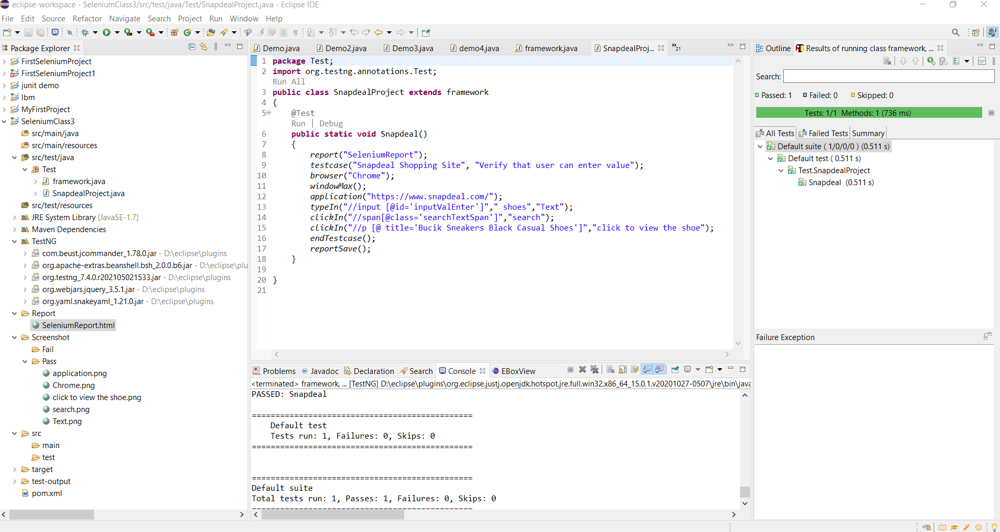 eclipse-workspace - SeleniumClass3/src/test/java/Test/SnapdealProject.java - Eclipse IDE
File Edit Source Refactor Navigate Search Project Run Window Help
Package Explorer
FirstSeleniumProject
FirstSeleniumProject1
junit demo
lbm
MyFirstProject
SeleniumClass3
src/main/java
src/main/resources
src/test/java
Test
framework.java
SnapdealProject.java
src/test/resources
JRE System Library [JavaSE-1.7]
Maven Dependencies
TestNG
com.beust.jcommander_1.78.0.jar - D:\eclipse\plugins
org.apache-extras.beanshell.bsh_2.0.0.b6.jar - D:\eclipse\plu
org.testng_7.4.0.r202105021533.jar - D:\eclipse\plugins
org.webjars.jquery_3.5.1.jar - D:\eclipse\plugins
org.yaml.snakeyaml_1.21.0.jar - D:\eclipse\plugins
Report
SeleniumReport.html
Screenshot
Fail
Pass
application.png
Chrome.png
click to view the shoe.png
search.png
Text.png
src
main
test
target
test-output
pom.xml
Demo.java Demo2.java Demo3.java demo4.java framework.java SnapdealProj... »21
1 package Test;
2 import org.testng.annotations.Test;
Run All
3 public class SnapdealProject extends framework
4 {
5 @Test
Run | Debug
6 public static void Snapdeal()
7 {
8 report("SeleniumReport");
9 testcase("Snapdeal Shopping Site", "Verify that user can enter value");
10 browser("Chrome");
11 windowMax();
12 application("https://www.snapdeal.com/");
13 typeIn("//input [@id='inputValEnter']"," shoes","Text");
14 clickIn("//span[@class='searchTextSpan']","search");
15 clickIn("//p [@ title='Bucik Sneakers Black Casual Shoes']","click to view the shoe");
16 endTestcase();
17 reportSave();
18 }
19
20 }
21
Problems Javadoc Declaration Search Console EBoxView
<terminated> framework, ... [TestNG] D:\eclipse\plugins\org.eclipse.justj.openjdk.hotspot.jre.full.win32.x86_64_15.0.1.v20201027-0507\jre\bin\java
PASSED: Snapdeal
===============================================
Default test
Tests run: 1, Failures: 0, Skips: 0
===============================================
===============================================
Default suite
Total tests run: 1, Passes: 1, Failures: 0, Skips: 0
===============================================
Outline Results of running class framework, ...
Search:
Passed: 1 Failed: 0 Skipped: 0
Tests: 1/1 Methods: 1 (736 ms)
All Tests Failed Tests Summary
Default suite ( 1/0/0/0 ) (0.511 s)
Default test ( 0.511 s)
Test.SnapdealProject
Snapdeal (0.511 s)
Failure Exception